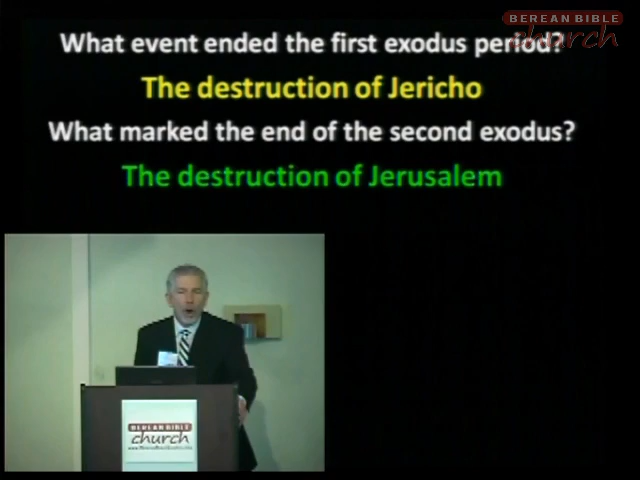 BEREAN BIBLE
church
What event ended the first exodus period?
The destruction of Jericho
What marked the end of the second exodus?
The destruction of Jerusalem
BEREAN BIBLE
church